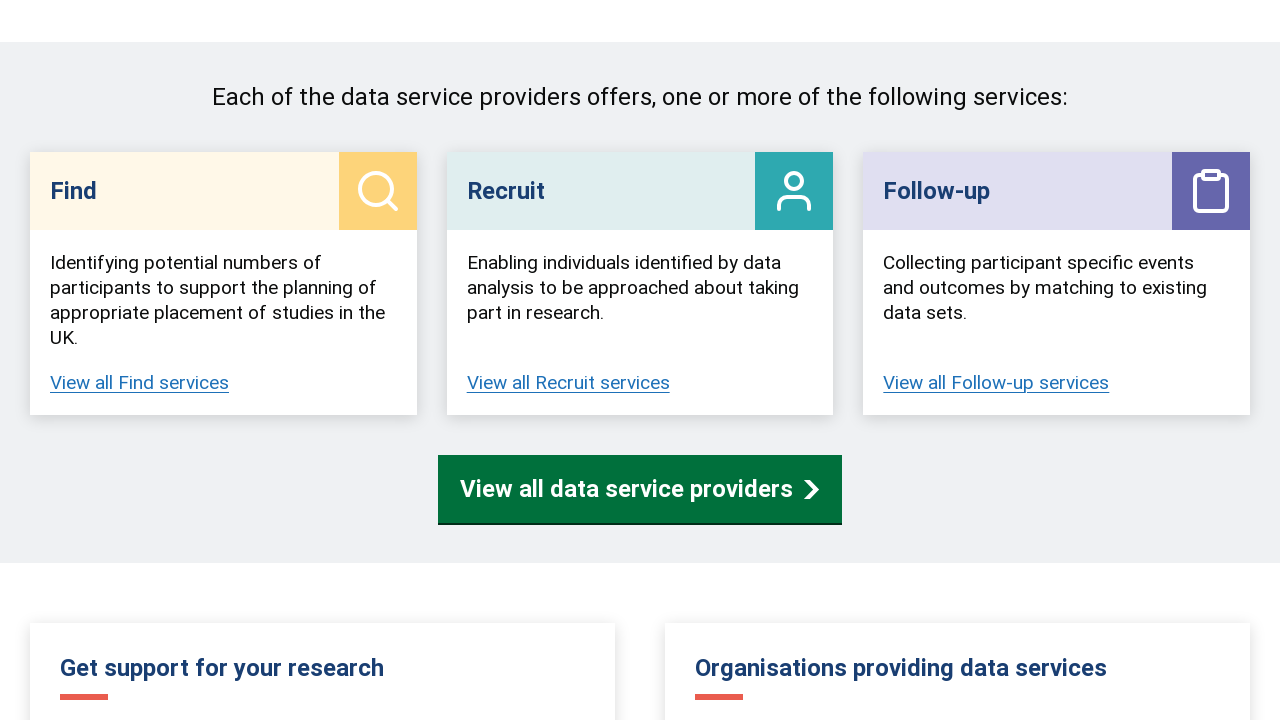 Each of the data service providers offers, one or more of the following services:
Find
Identifying potential numbers of
participants to support the planning of
appropriate placement of studies in the
UK.
View all Find services
Recruit
Enabling individuals identified by data
analysis to be approached about taking
part in research.
View all Recruit services
Follow-up
Collecting participant specific events
and outcomes by matching to existing
data sets.
View all Follow-up services
View all data service providers
Get support for your research
Organisations providing data services